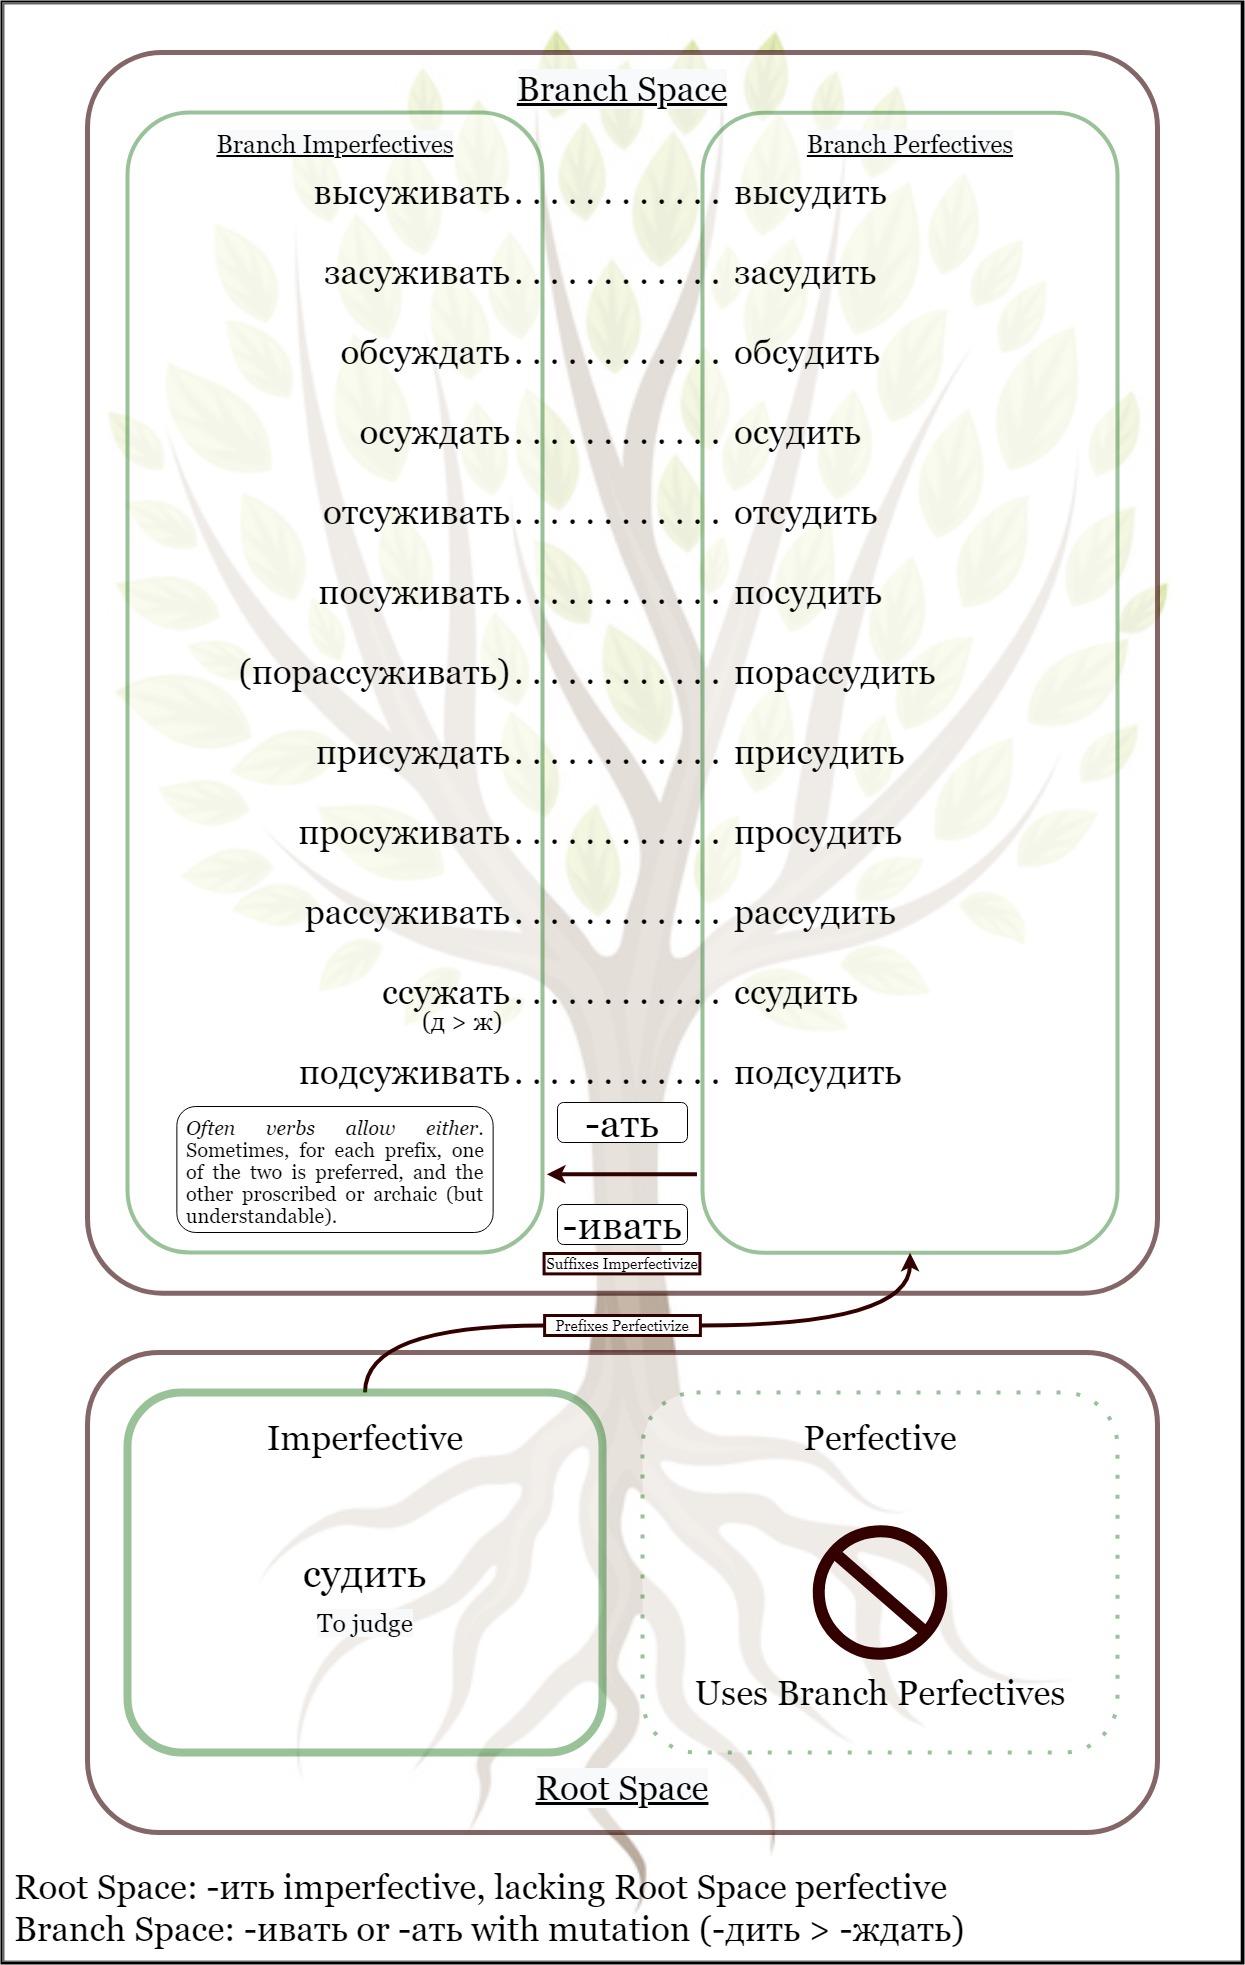 Branch Space
Branch Imperfectives Branch Perfectives
высуживать. . . . . . . . . . . . высудить
засуживать. . . . . . . . . . . . засудить
обсуждать. . . . . . . . . . . . обсудить
осуждать. . . . . . . . . . . . осудить
отсуживать. . . . . . . . . . . . отсудить
посуживать. . . . . . . . . . . . посудить
(порассуживать). . . . . . . . . . . . порассудить
присуждать. . . . . . . . . . . . присудить
просуживать. . . . . . . . . . . . просудить
рассуживать. . . . . . . . . . . . рассудить
ссужать. . . . . . . . . . . . ссудить
(д > ж)
подсуживать. . . . . . . . . . . . подсудить
Often verbs allow either.
Sometimes, for each prefix, one
of the two is preferred, and the
other proscribed or archaic (but
understandable).
-ать
-ивать
Suffixes Imperfectivize
Prefixes Perfectivize
Imperfective
судить
To judge
Perfective
Uses Branch Perfectives
Root Space
Root Space: -ить imperfective, lacking Root Space perfective
Branch Space: -ивать or -ать with mutation (-дить > -ждать)